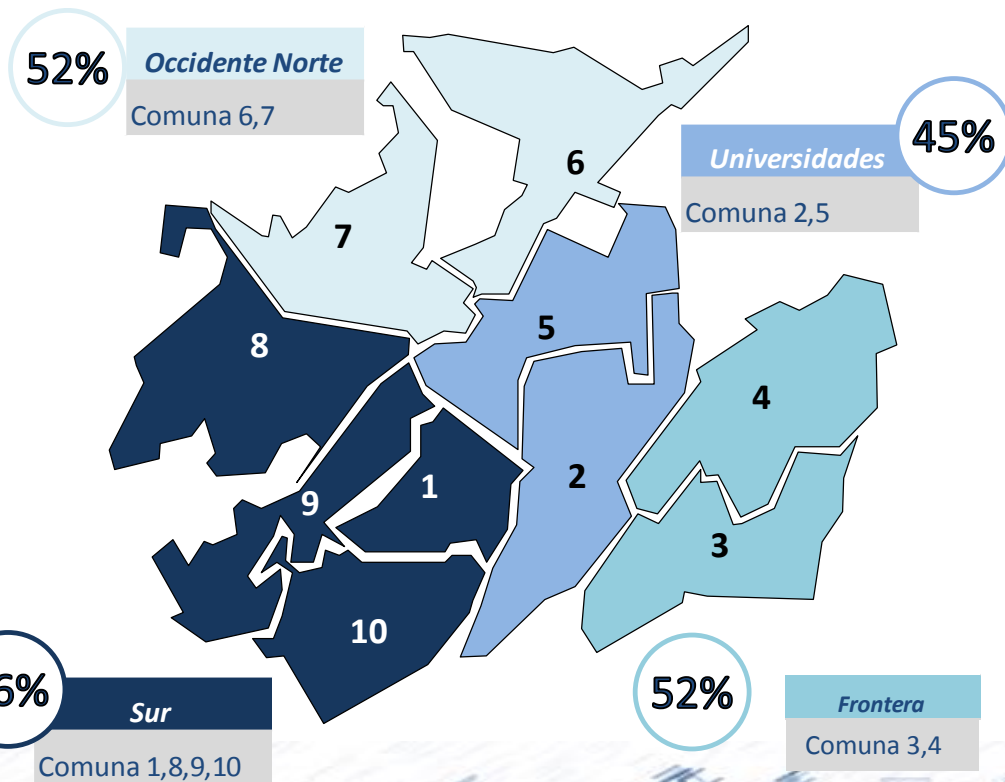 52%
Occidente Norte
Comuna 6,7
6
Universidades
45%
Comuna 2,5
7
5
8
4
1
2
9
3
10
6%
Sur
Comuna 1,8,9,10
52%
Frontera
Comuna 3,4